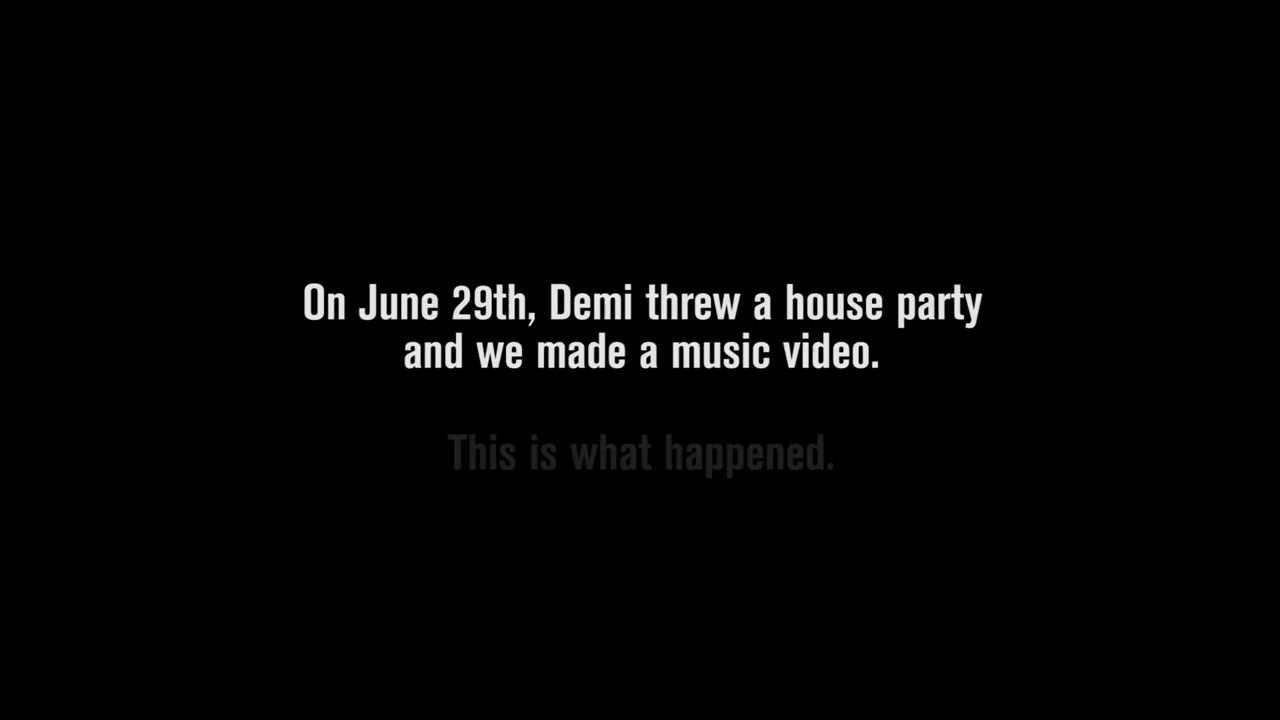 On June 29th, Demi threw a house party
and we made a music video.
This is what happened.